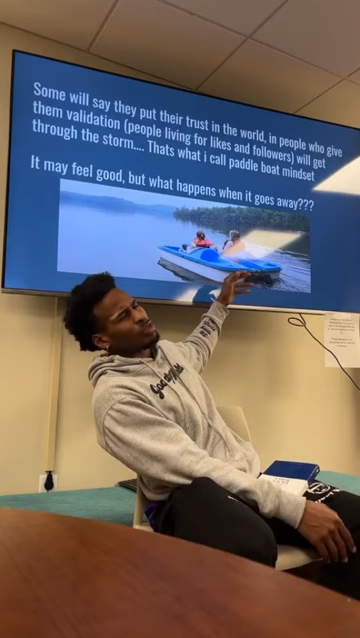 Some will say they put their trust in the world, in people who give
them validation (people living for likes and followers) will get
through the storm.... Thats what i call paddle boat mindset
It may feel good, but what happens when it goes away???